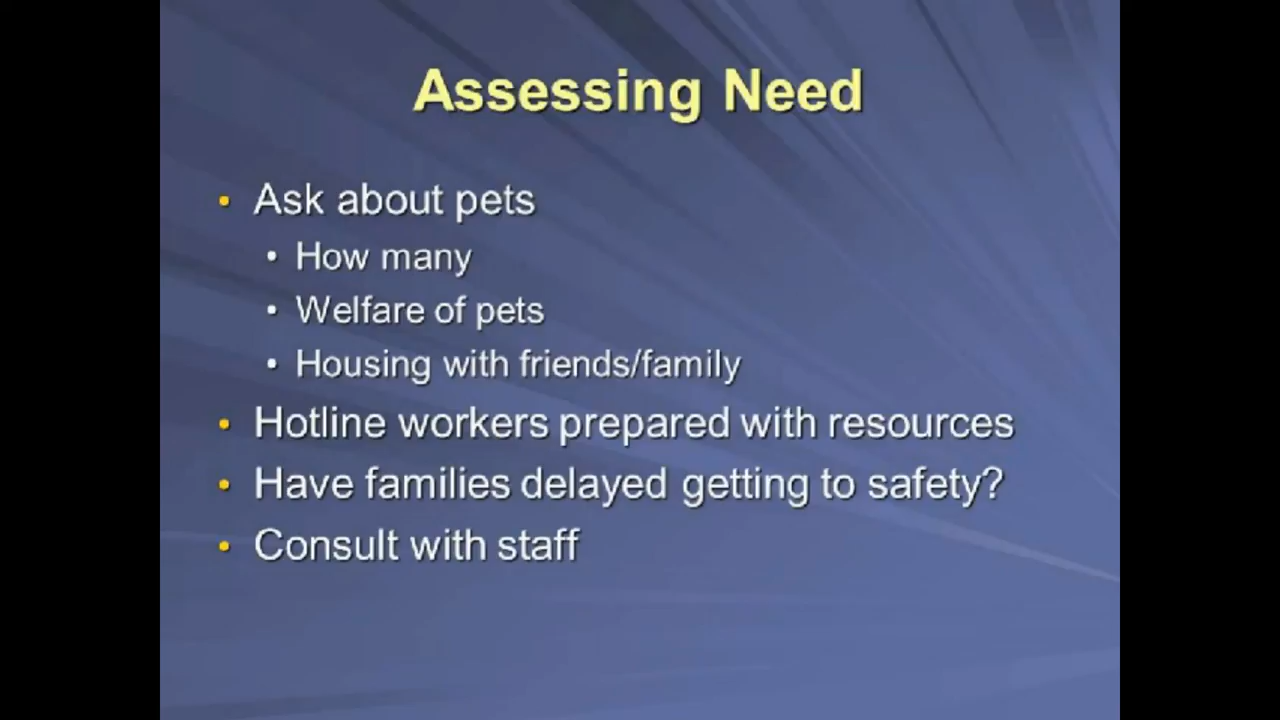 Assessing Need
• Ask about pets
• How many
• Welfare of pets
• Housing with friends/family
• Hotline workers prepared with resources
• Have families delayed getting to safety?
• Consult with staff